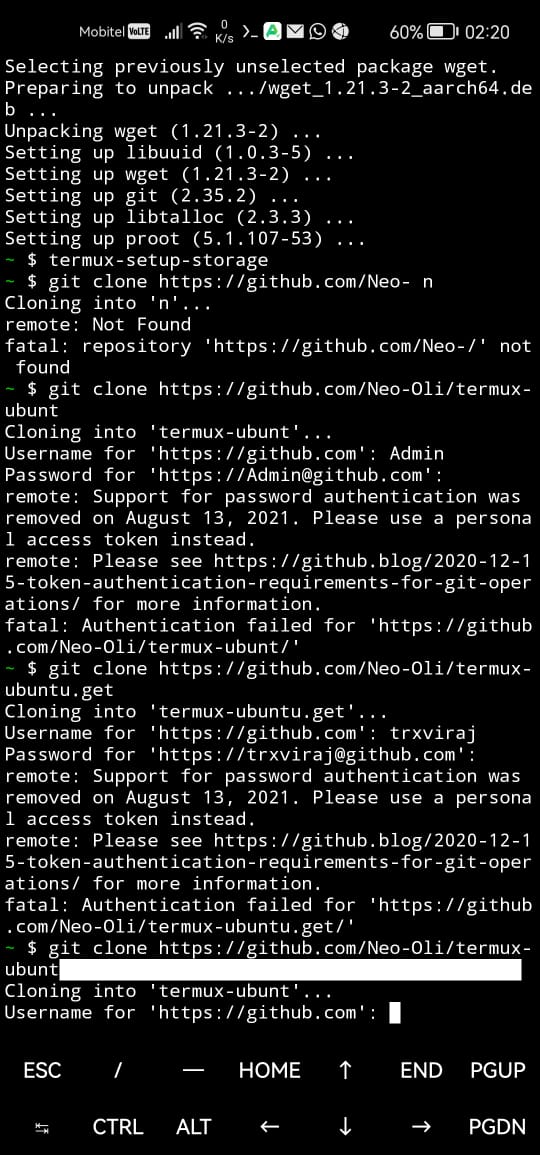 Mobitel VoLTE 0 K/s 60% 02:20
Selecting previously unselected package wget.
Preparing to unpack .../wget_1.21.3-2_aarch64.de
b ...
Unpacking wget (1.21.3-2) ...
Setting up libuuid (1.0.3-5) ...
Setting up wget (1.21.3-2) ...
Setting up git (2.35.2) ...
Setting up libtalloc (2.3.3) ...
Setting up proot (5.1.107-53) ...
~ $ termux-setup-storage
~ $ git clone https://github.com/Neo- n
Cloning into 'n'...
remote: Not Found
fatal: repository 'https://github.com/Neo-/' not
 found
~ $ git clone https://github.com/Neo-Oli/termux-
ubunt
Cloning into 'termux-ubunt'...
Username for 'https://github.com': Admin
Password for 'https://Admin@github.com':
remote: Support for password authentication was
removed on August 13, 2021. Please use a persona
l access token instead.
remote: Please see https://github.blog/2020-12-1
5-token-authentication-requirements-for-git-oper
ations/ for more information.
fatal: Authentication failed for 'https://github
.com/Neo-Oli/termux-ubunt/'
~ $ git clone https://github.com/Neo-Oli/termux-
ubuntu.get
Cloning into 'termux-ubuntu.get'...
Username for 'https://github.com': trxviraj
Password for 'https://trxviraj@github.com':
remote: Support for password authentication was
removed on August 13, 2021. Please use a persona
l access token instead.
remote: Please see https://github.blog/2020-12-1
5-token-authentication-requirements-for-git-oper
ations/ for more information.
fatal: Authentication failed for 'https://github
.com/Neo-Oli/termux-ubuntu.get/'
~ $ git clone https://github.com/Neo-Oli/termux-
ubunt
Cloning into 'termux-ubunt'...
Username for 'https://github.com':
ESC / — HOME ↑ END PGUP
↹ CTRL ALT ← ↓ → PGDN